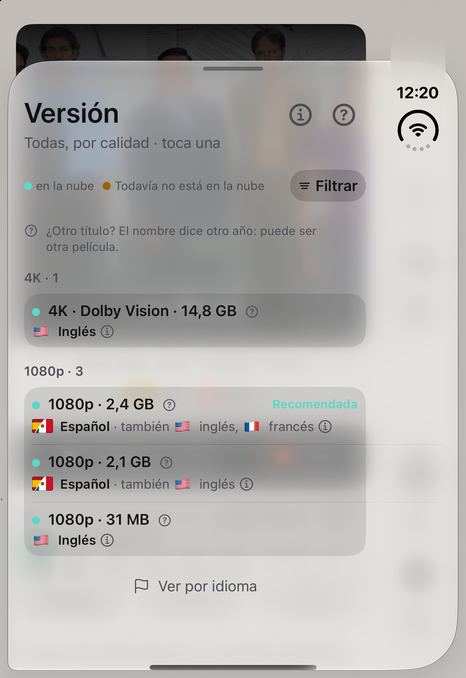 12:20
Versión
Todas, por calidad · toca una
en la nube
Todavía no está en la nube
Filtrar
¿Otro título? El nombre dice otro año: puede ser
otra película.
4K · 1
4K · Dolby Vision · 14,8 GB
Inglés
1080p · 3
1080p · 2,4 GB
Recomendada
Español · también inglés, francés
1080p · 2,1 GB
Español · también inglés
1080p · 31 MB
Inglés
Ver por idioma